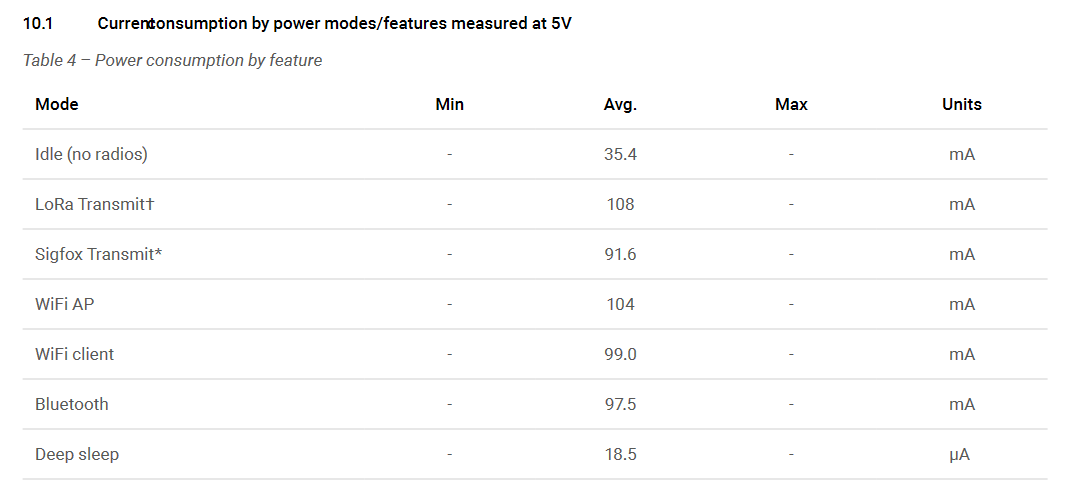 10.1 Current consumption by power modes/features measured at 5V
Table 4 – Power consumption by feature
Mode Min Avg. Max Units
Idle (no radios) - 35.4 - mA
LoRa Transmit† - 108 - mA
Sigfox Transmit* - 91.6 - mA
WiFi AP - 104 - mA
WiFi client - 99.0 - mA
Bluetooth - 97.5 - mA
Deep sleep - 18.5 - µA